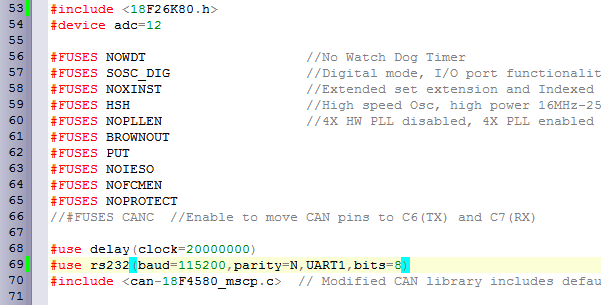 53 #include <18F26K80.h>
54 #device adc=12
55
56 #FUSES NOWDT //No Watch Dog Timer
57 #FUSES SOSC_DIG //Digital mode, I/O port functionalit
58 #FUSES NOXINST //Extended set extension and Indexed
59 #FUSES HSH //High speed Osc, high power 16MHz-25
60 #FUSES NOPLLEN //4X HW PLL disabled, 4X PLL enabled
61 #FUSES BROWNOUT
62 #FUSES PUT
63 #FUSES NOIESO
64 #FUSES NOFCMEN
65 #FUSES NOPROTECT
66 //#FUSES CANC //Enable to move CAN pins to C6(TX) and C7(RX)
67
68 #use delay(clock=20000000)
69 #use rs232(baud=115200,parity=N,UART1,bits=8)
70 #include <can-18F4580_mscp.c> // Modified CAN library includes defau
71